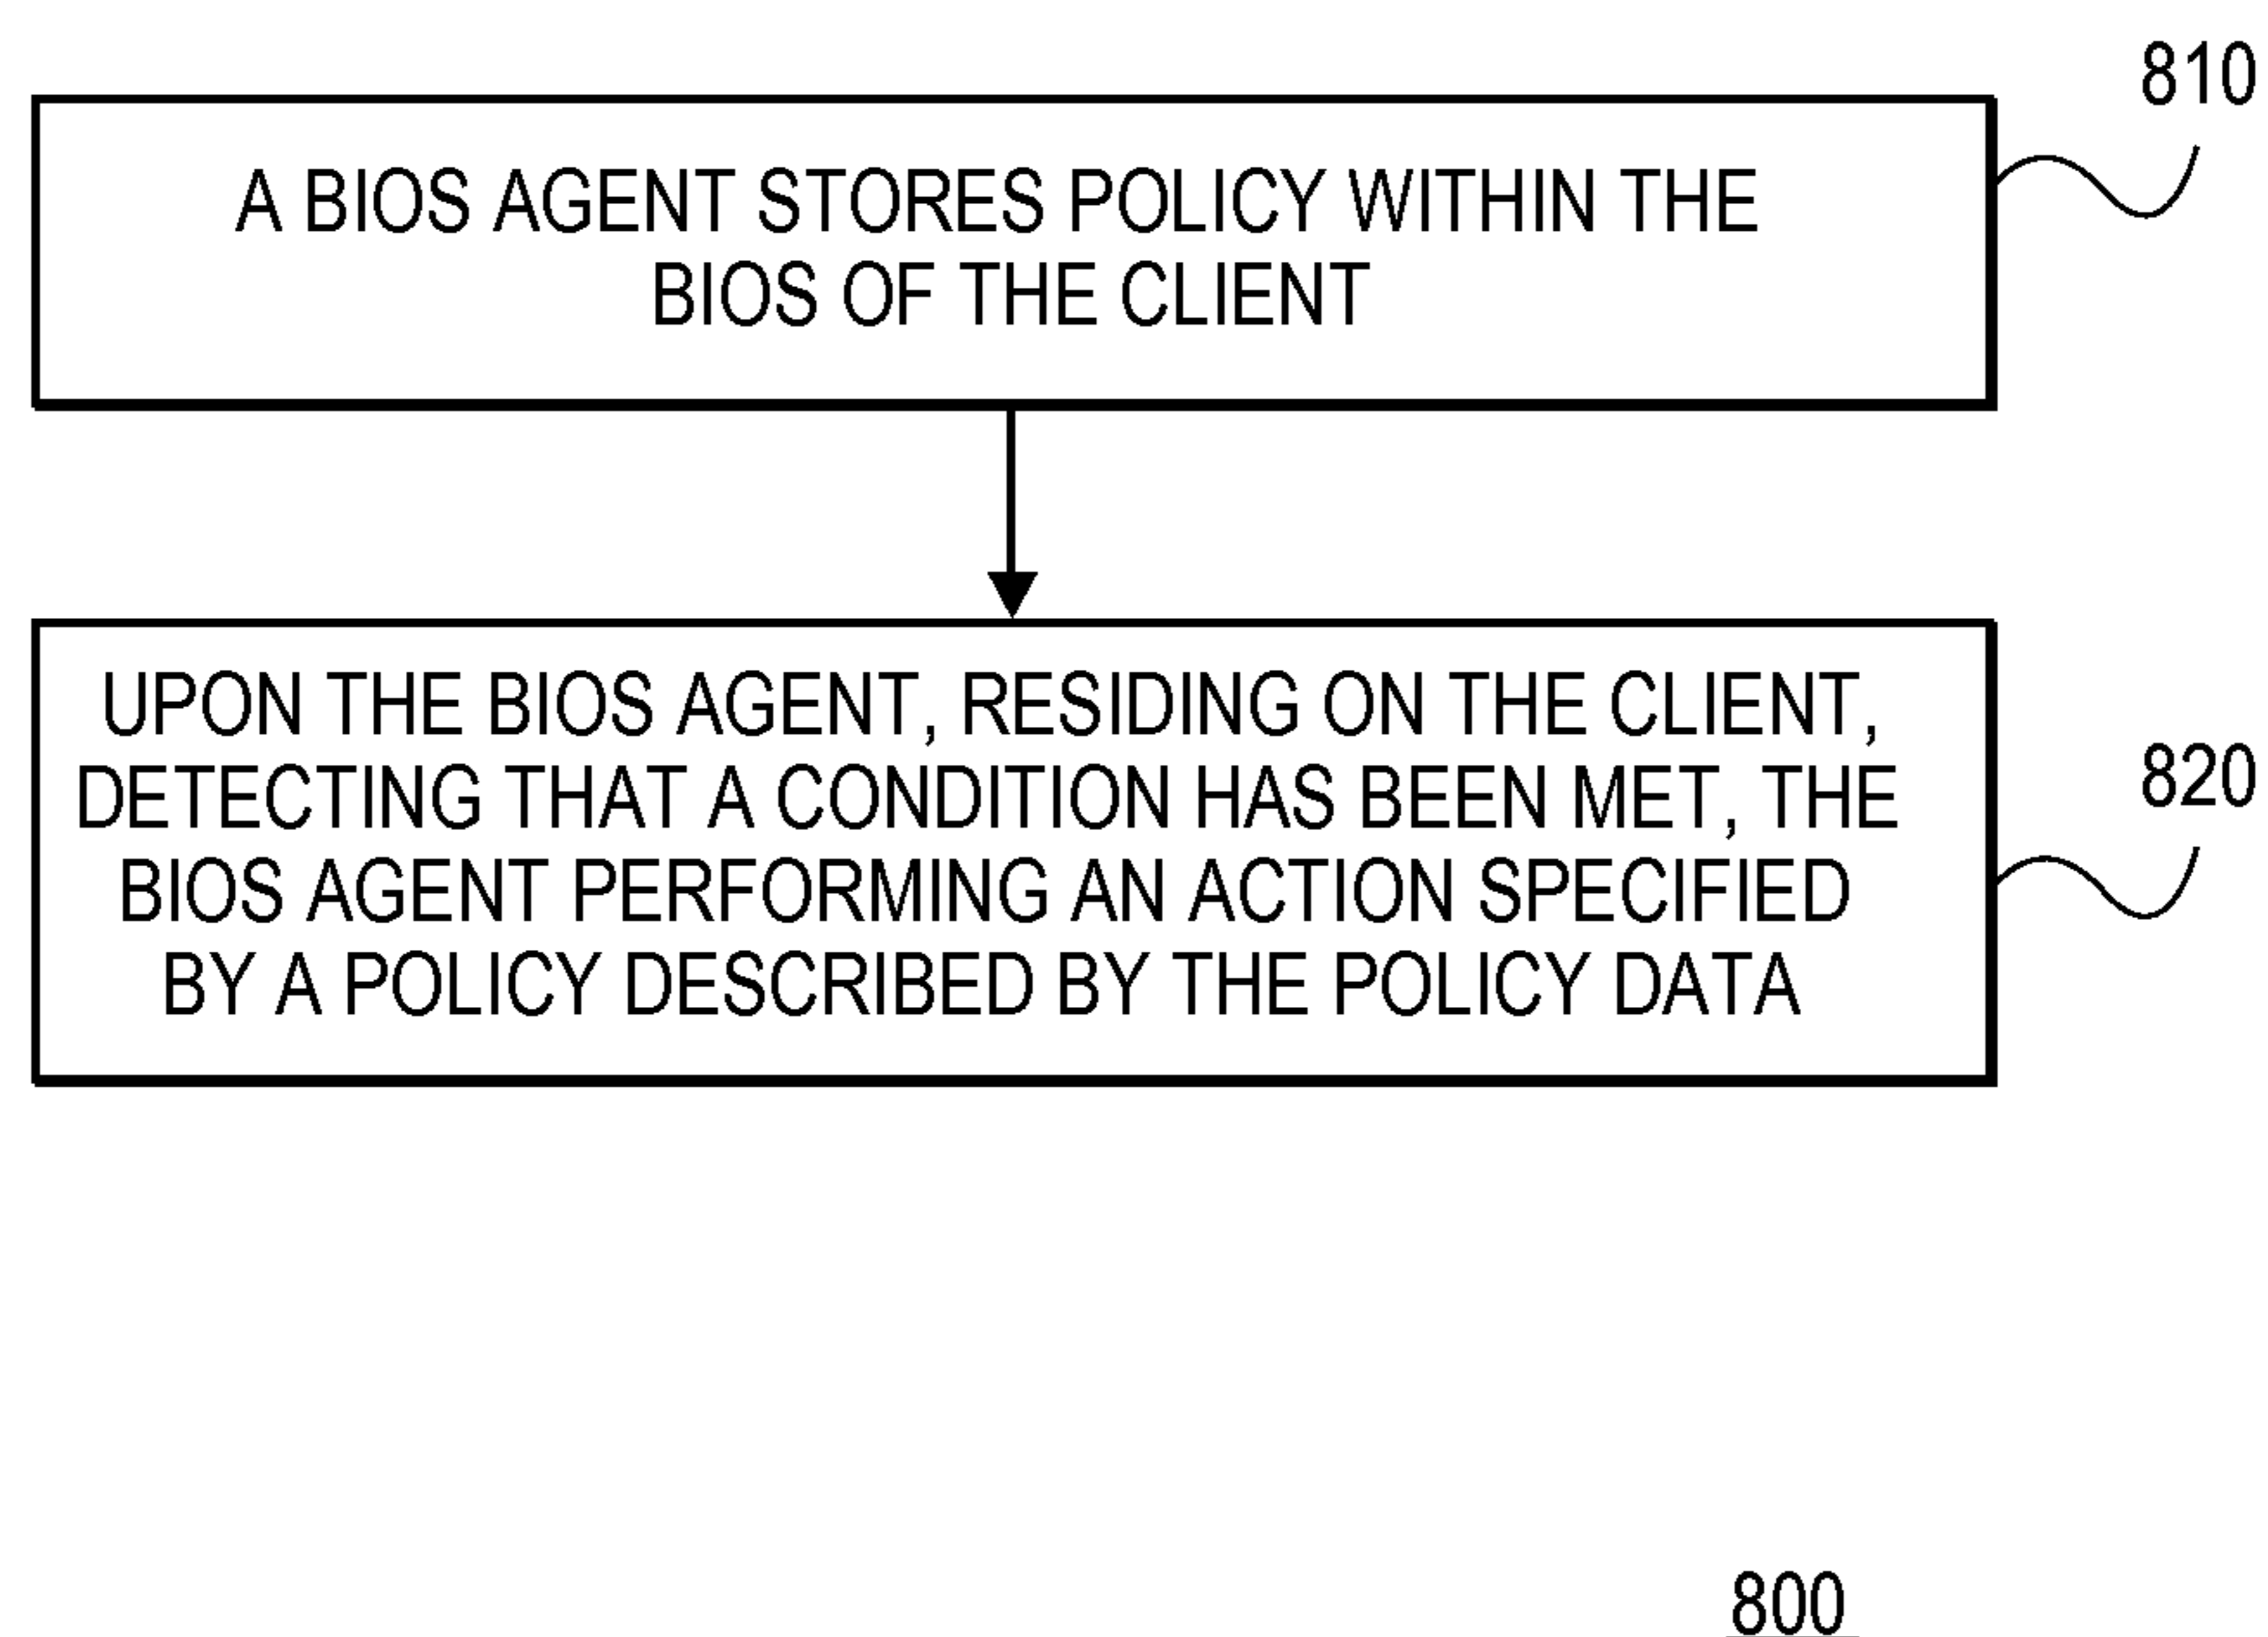 810
A BIOS AGENT STORES POLICY WITHIN THE
BIOS OF THE CLIENT
UPON THE BIOS AGENT, RESIDING ON THE CLIENT,
DETECTING THAT A CONDITION HAS BEEN MET, THE
820
BIOS AGENT PERFORMING AN ACTION SPECIFIED
BY A POLICY DESCRIBED BY THE POLICY DATA
800